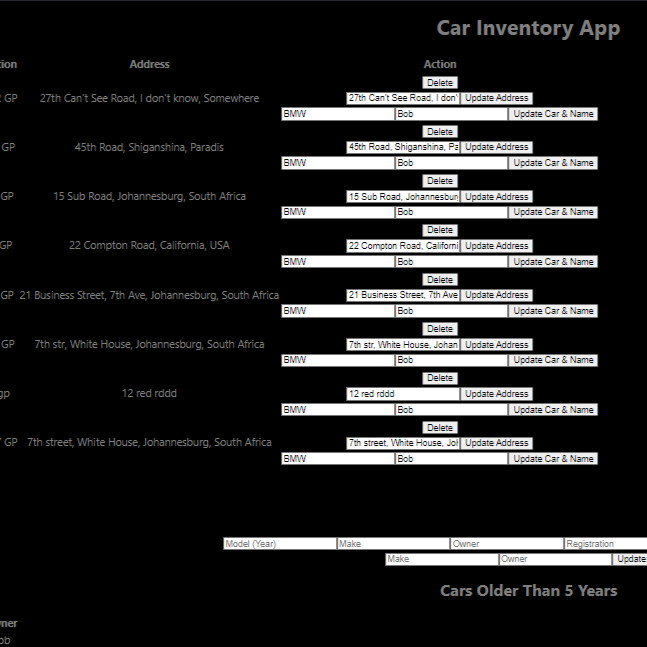 Car Inventory App
tion Address Action
Delete
GP 27th Can't See Road, I don't know, Somewhere 27th Can't See Road, I don' Update Address
BMW Bob Update Car & Name
Delete
GP 45th Road, Shiganshina, Paradis 45th Road, Shiganshina, Pa Update Address
BMW Bob Update Car & Name
Delete
GP 15 Sub Road, Johannesburg, South Africa 15 Sub Road, Johannesbur Update Address
BMW Bob Update Car & Name
Delete
GP 22 Compton Road, California, USA 22 Compton Road, Californi Update Address
BMW Bob Update Car & Name
Delete
GP 21 Business Street, 7th Ave, Johannesburg, South Africa 21 Business Street, 7th Ave Update Address
BMW Bob Update Car & Name
Delete
GP 7th str, White House, Johannesburg, South Africa 7th str, White House, Johan Update Address
BMW Bob Update Car & Name
Delete
gp 12 red rddd 12 red rddd Update Address
BMW Bob Update Car & Name
Delete
GP 7th street, White House, Johannesburg, South Africa 7th street, White House, Jo Update Address
BMW Bob Update Car & Name
Model (Year) Make Owner Registration
Make Owner Update
Cars Older Than 5 Years
ner
ob